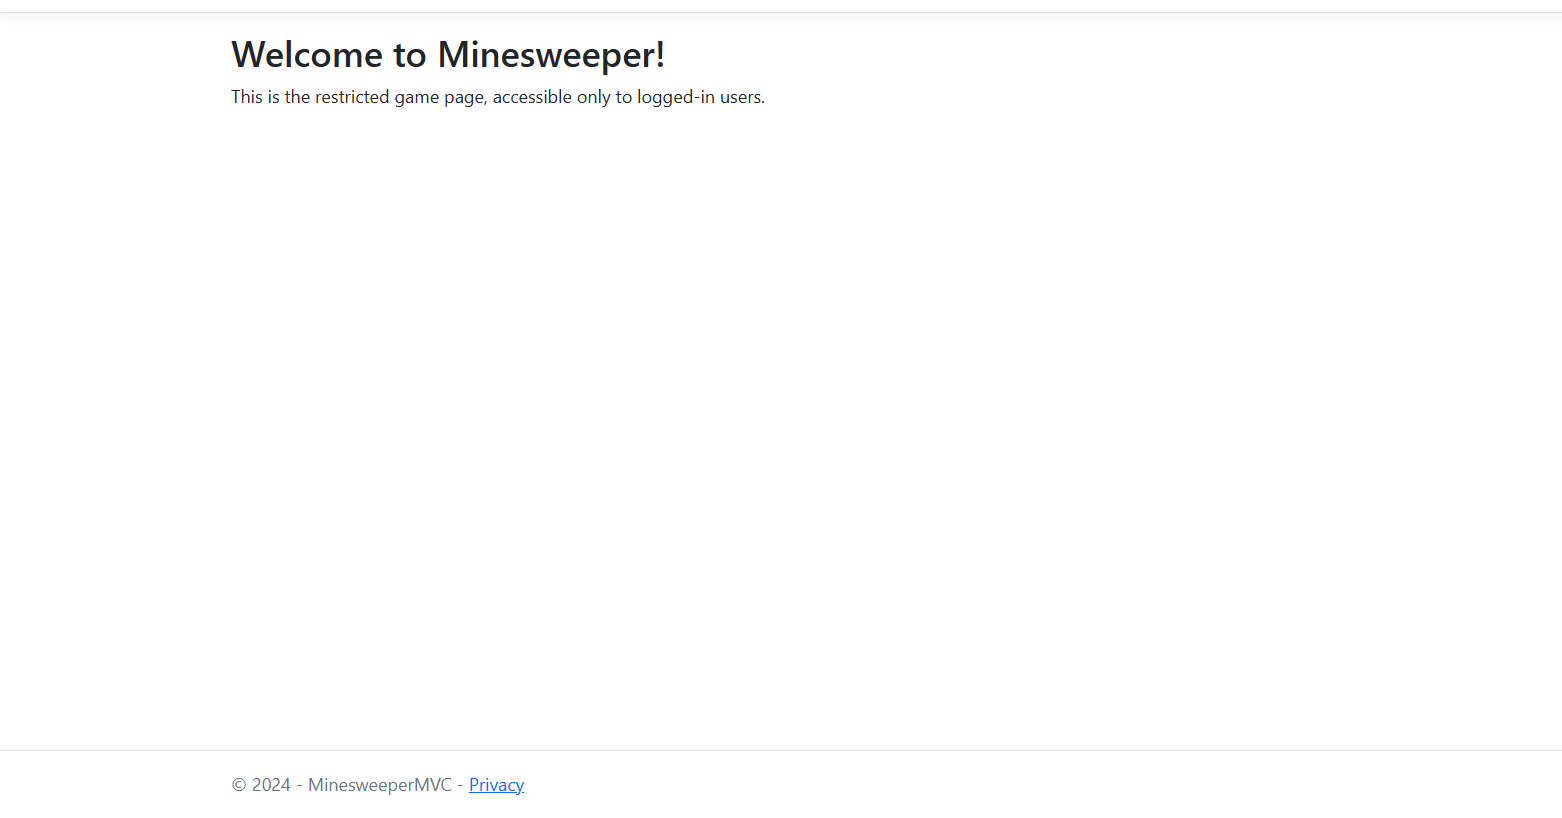 Welcome to Minesweeper!
This is the restricted game page, accessible only to logged-in users.
© 2024 - MinesweeperMVC - Privacy